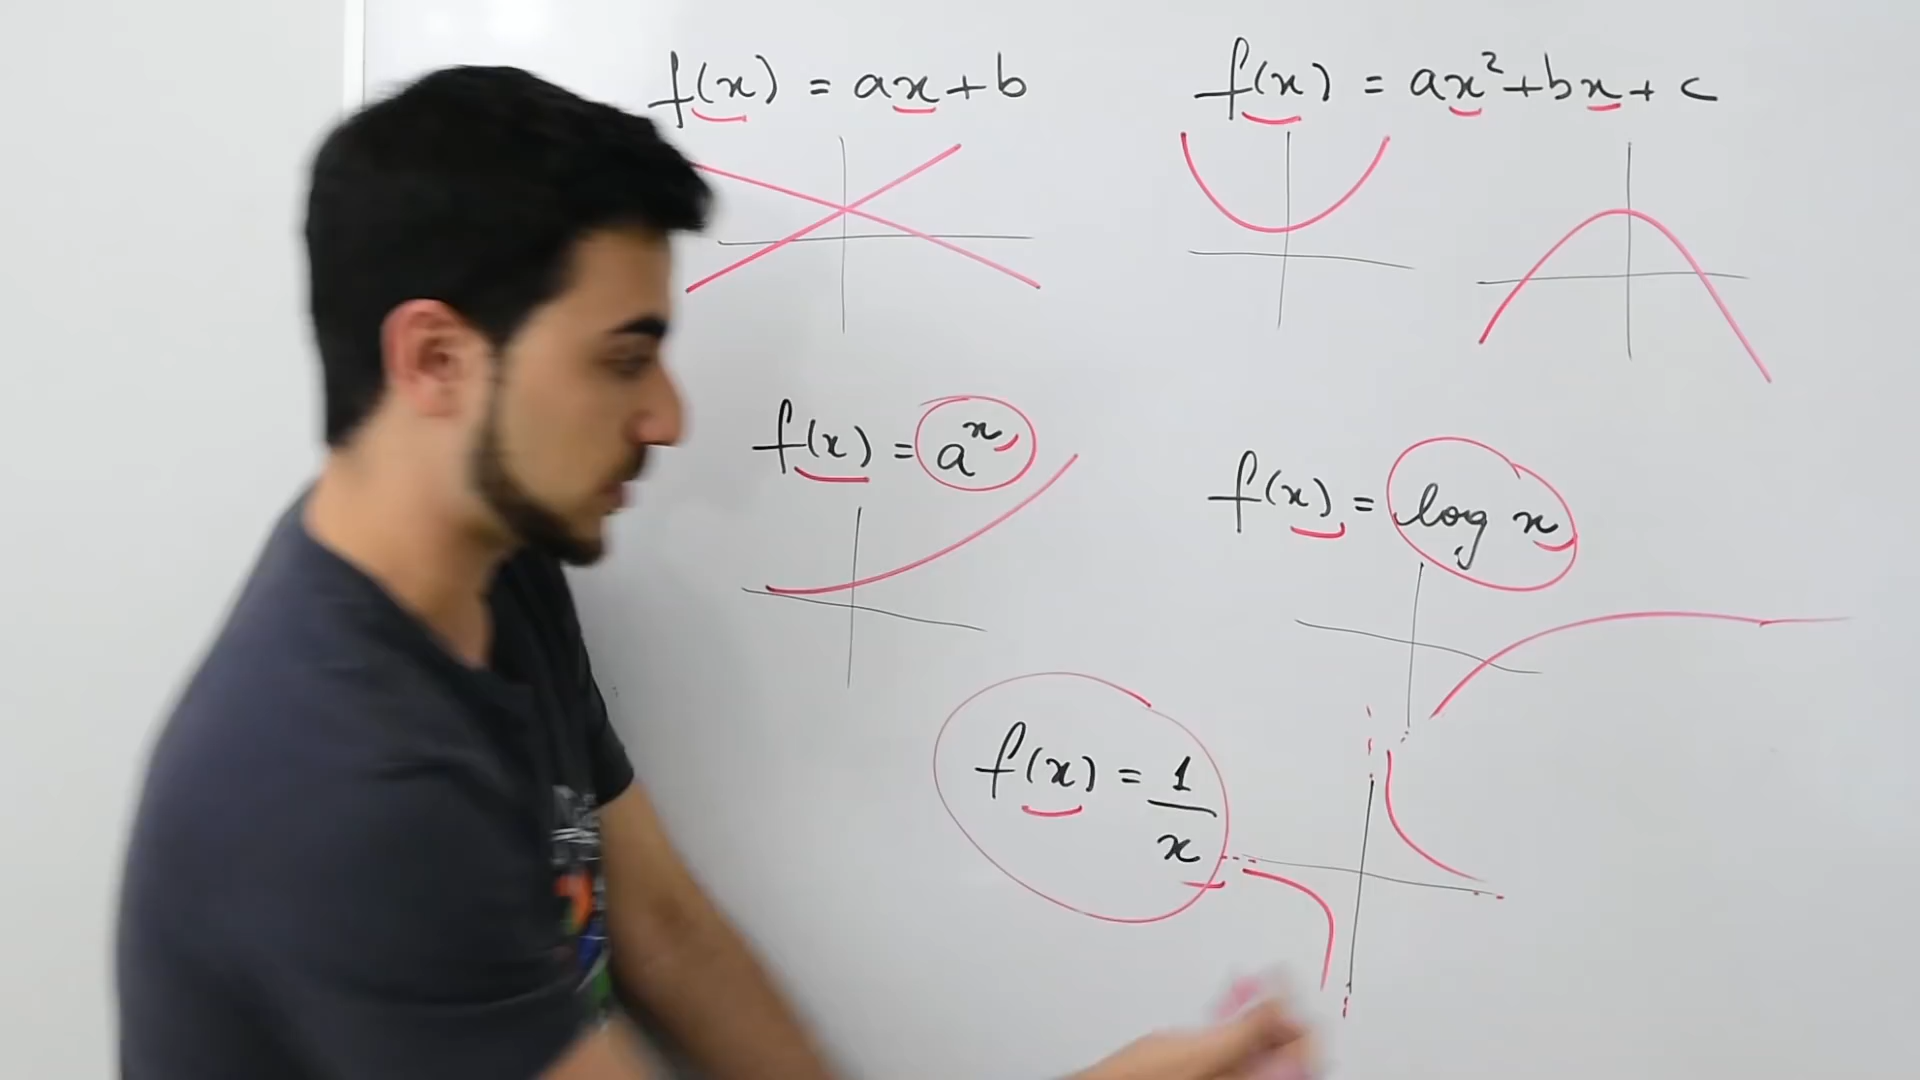 f(x) = ax + b
f(x) = ax² + bx + c
f(x) = aˣ
f(x) = log x
f(x) = 1/x